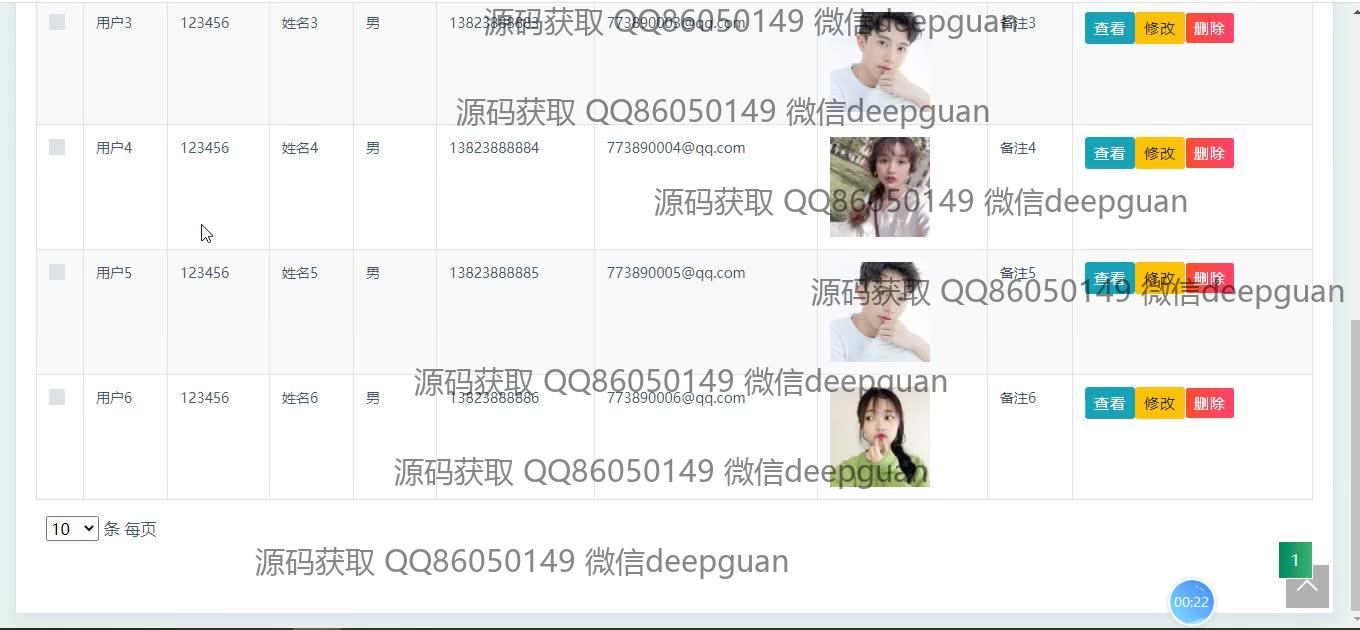 用户3 123456 姓名3 男 13823888883 773890003@qq.com 备注3 查看 修改 删除
源码获取 QQ86050149 微信deepguan
源码获取 QQ86050149 微信deepguan
用户4 123456 姓名4 男 13823888884 773890004@qq.com 备注4 查看 修改 删除
源码获取 QQ86050149 微信deepguan
用户5 123456 姓名5 男 13823888885 773890005@qq.com 备注5 查看 修改 删除
源码获取 QQ86050149 微信deepguan
源码获取 QQ86050149 微信deepguan
用户6 123456 姓名6 男 13823888886 773890006@qq.com 备注6 查看 修改 删除
源码获取 QQ86050149 微信deepguan
10 条 每页
源码获取 QQ86050149 微信deepguan
1
00:22